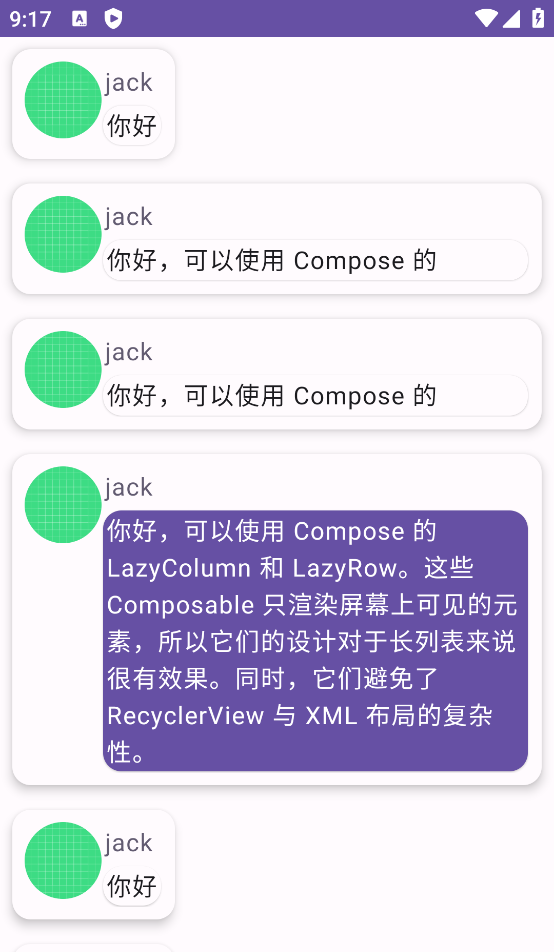 9:17
A
jack
你好
jack
你好，可以使用 Compose 的
jack
你好，可以使用 Compose 的
jack
你好，可以使用 Compose 的
LazyColumn 和 LazyRow。这些
Composable 只渲染屏幕上可见的元
素，所以它们的设计对于长列表来说
很有效果。同时，它们避免了
RecyclerView 与 XML 布局的复杂
性。
jack
你好